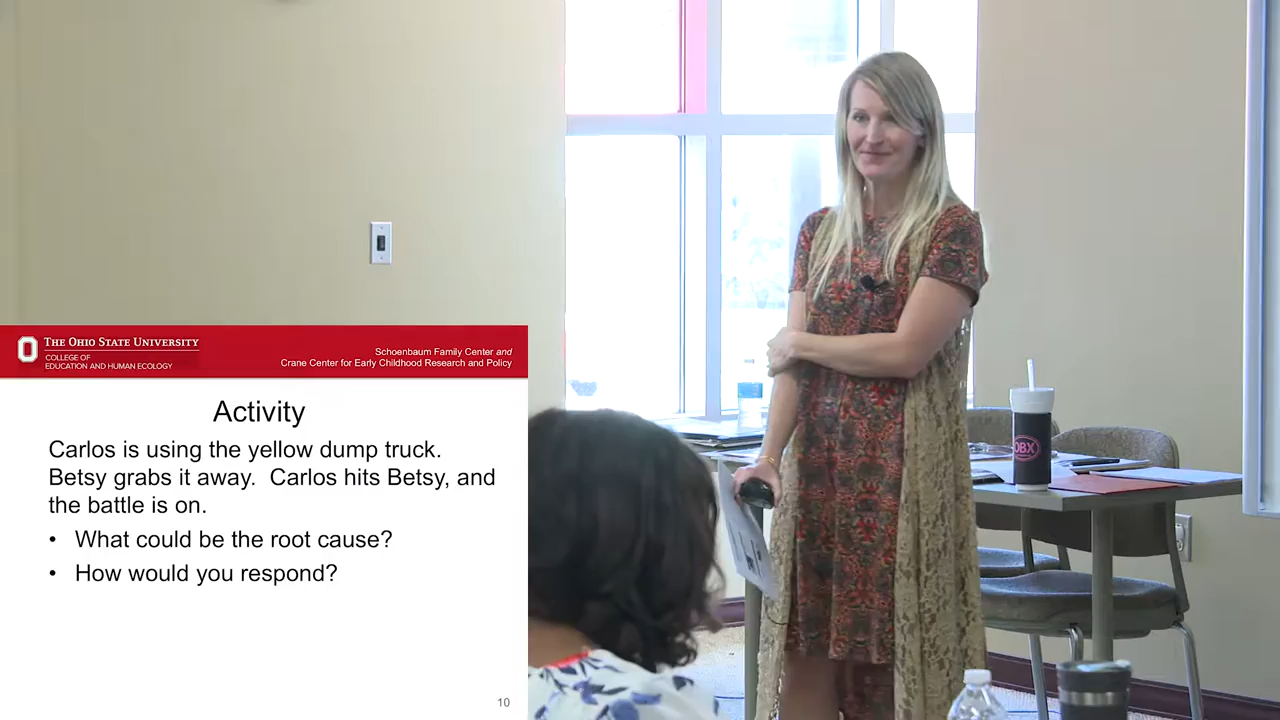 THE OHIO STATE UNIVERSITY
COLLEGE OF
EDUCATION AND HUMAN ECOLOGY
Schoenbaum Family Center and
Crane Center for Early Childhood Research and Policy
Activity
Carlos is using the yellow dump truck.
Betsy grabs it away. Carlos hits Betsy, and
the battle is on.
• What could be the root cause?
• How would you respond?
10
OBX